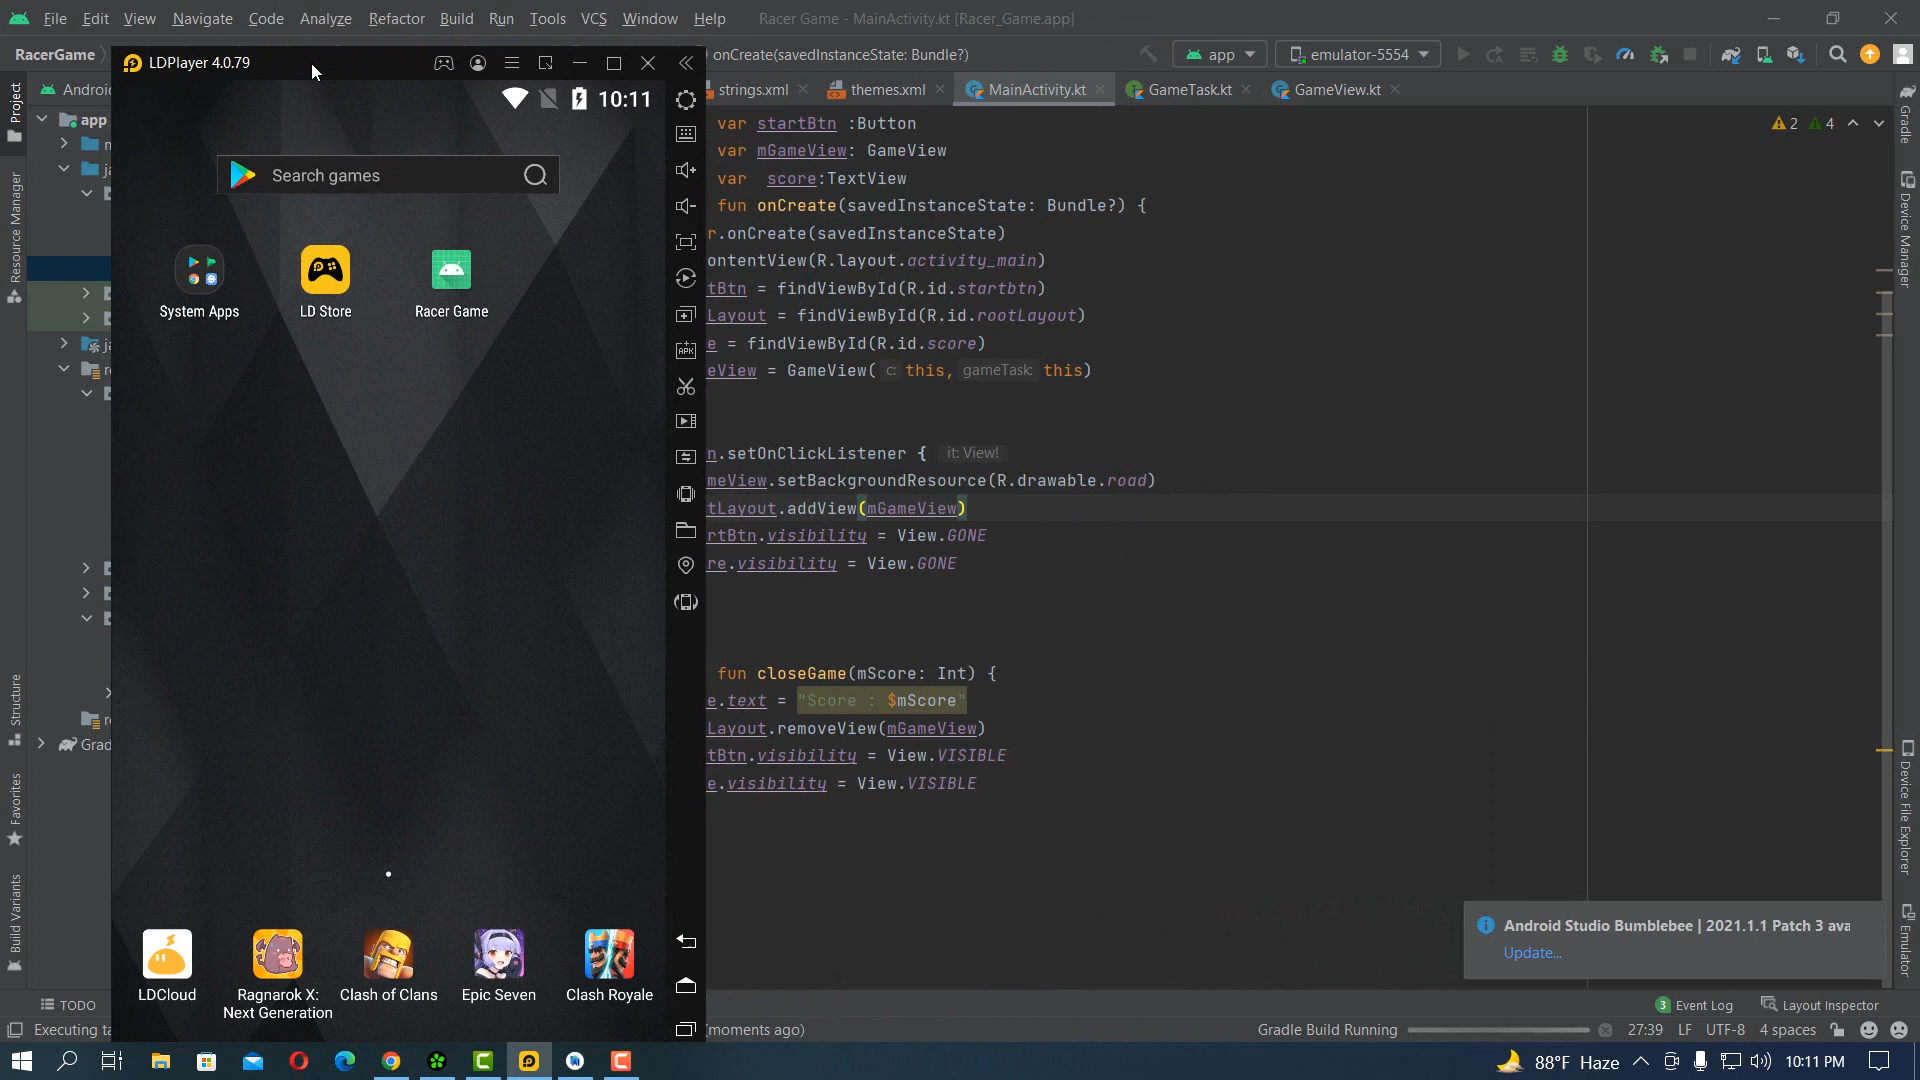 File Edit View Navigate Code Analyze Refactor Build Run Tools VCS Window Help Racer Game - MainActivity.kt [Racer_Game.app]
RacerGame onCreate(savedInstanceState: Bundle?) app emulator-5554
LDPlayer 4.0.79
strings.xml themes.xml MainActivity.kt GameTask.kt GameView.kt
10:11
Search games
System Apps LD Store Racer Game
LDCloud Ragnarok X: Clash of Clans Epic Seven Clash Royale
Next Generation
APK
Project
Resource Manager
Structure
Favorites
Build Variants
app
var startBtn :Button
var mGameView: GameView
var score:TextView
fun onCreate(savedInstanceState: Bundle?) {
r.onCreate(savedInstanceState)
ontentView(R.layout.activity_main)
tBtn = findViewById(R.id.startbtn)
Layout = findViewById(R.id.rootLayout)
e = findViewById(R.id.score)
eView = GameView( c: this, gameTask: this)
n.setOnClickListener { it: View!
meView.setBackgroundResource(R.drawable.road)
tLayout.addView(mGameView)
rtBtn.visibility = View.GONE
re.visibility = View.GONE
fun closeGame(mScore: Int) {
e.text = "Score : $mScore"
Layout.removeView(mGameView)
tBtn.visibility = View.VISIBLE
e.visibility = View.VISIBLE
2 4
Gradle
Device Manager
Device File Explorer
Emulator
Android Studio Bumblebee | 2021.1.1 Patch 3 ava
Update...
TODO
3 Event Log Layout Inspector
Executing ta
(moments ago) Gradle Build Running 27:39 LF UTF-8 4 spaces
88°F Haze 10:11 PM